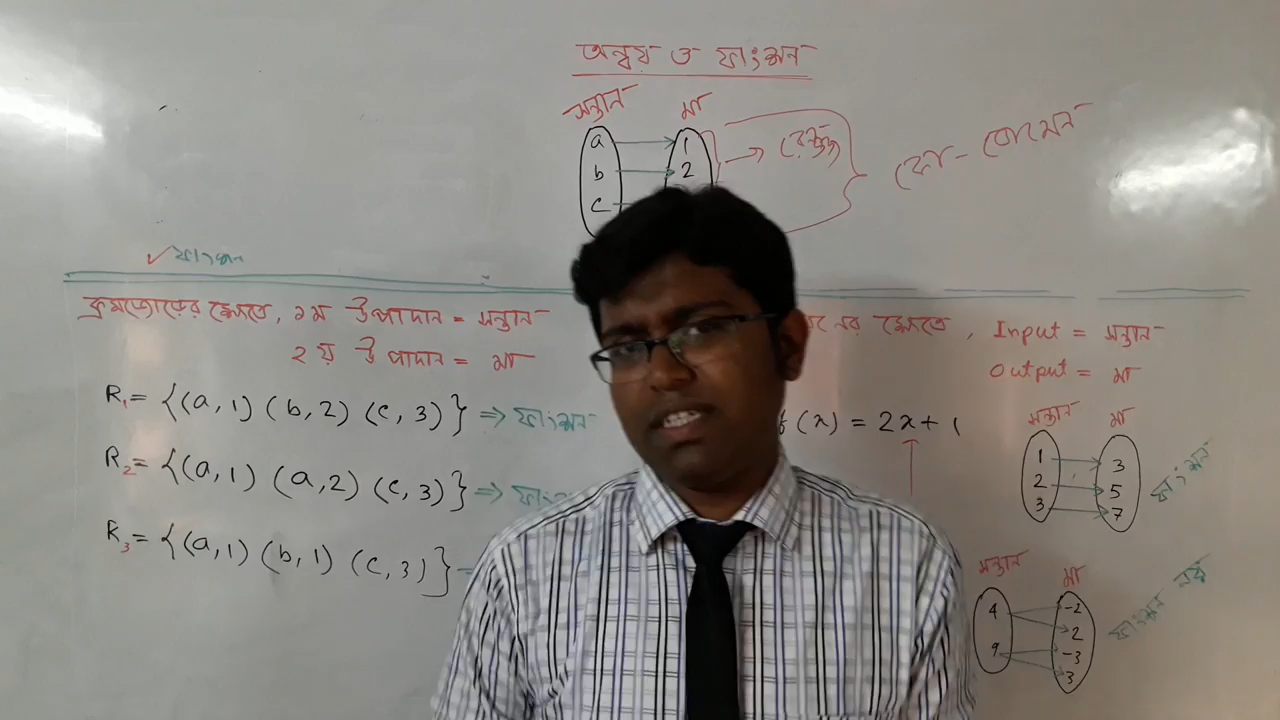 অন্বয় ও ফাংশন
সন্তান মা
a 1
b 2
c
রেঞ্জ
কো-ডোমেন
✓ ফাংশন
ক্রমজোড়ের ক্ষেত্রে, ১ম উপাদান = সন্তান
২য় উপাদান = মা
R₁ = {(a, 1) (b, 2) (c, 3)} ⇒ ফাংশন
R₂ = {(a, 1) (a, 2) (c, 3)} ⇒
R₃ = {(a, 1) (b, 1) (c, 3)}
ক্ষেত্রে, Input = সন্তান
Output = মা
f(x) = 2x + 1
সন্তান মা
1 3
2 5
3 7
ফাংশন
সন্তান মা
4 -2
2
9 -3
3
ফাংশন নয়